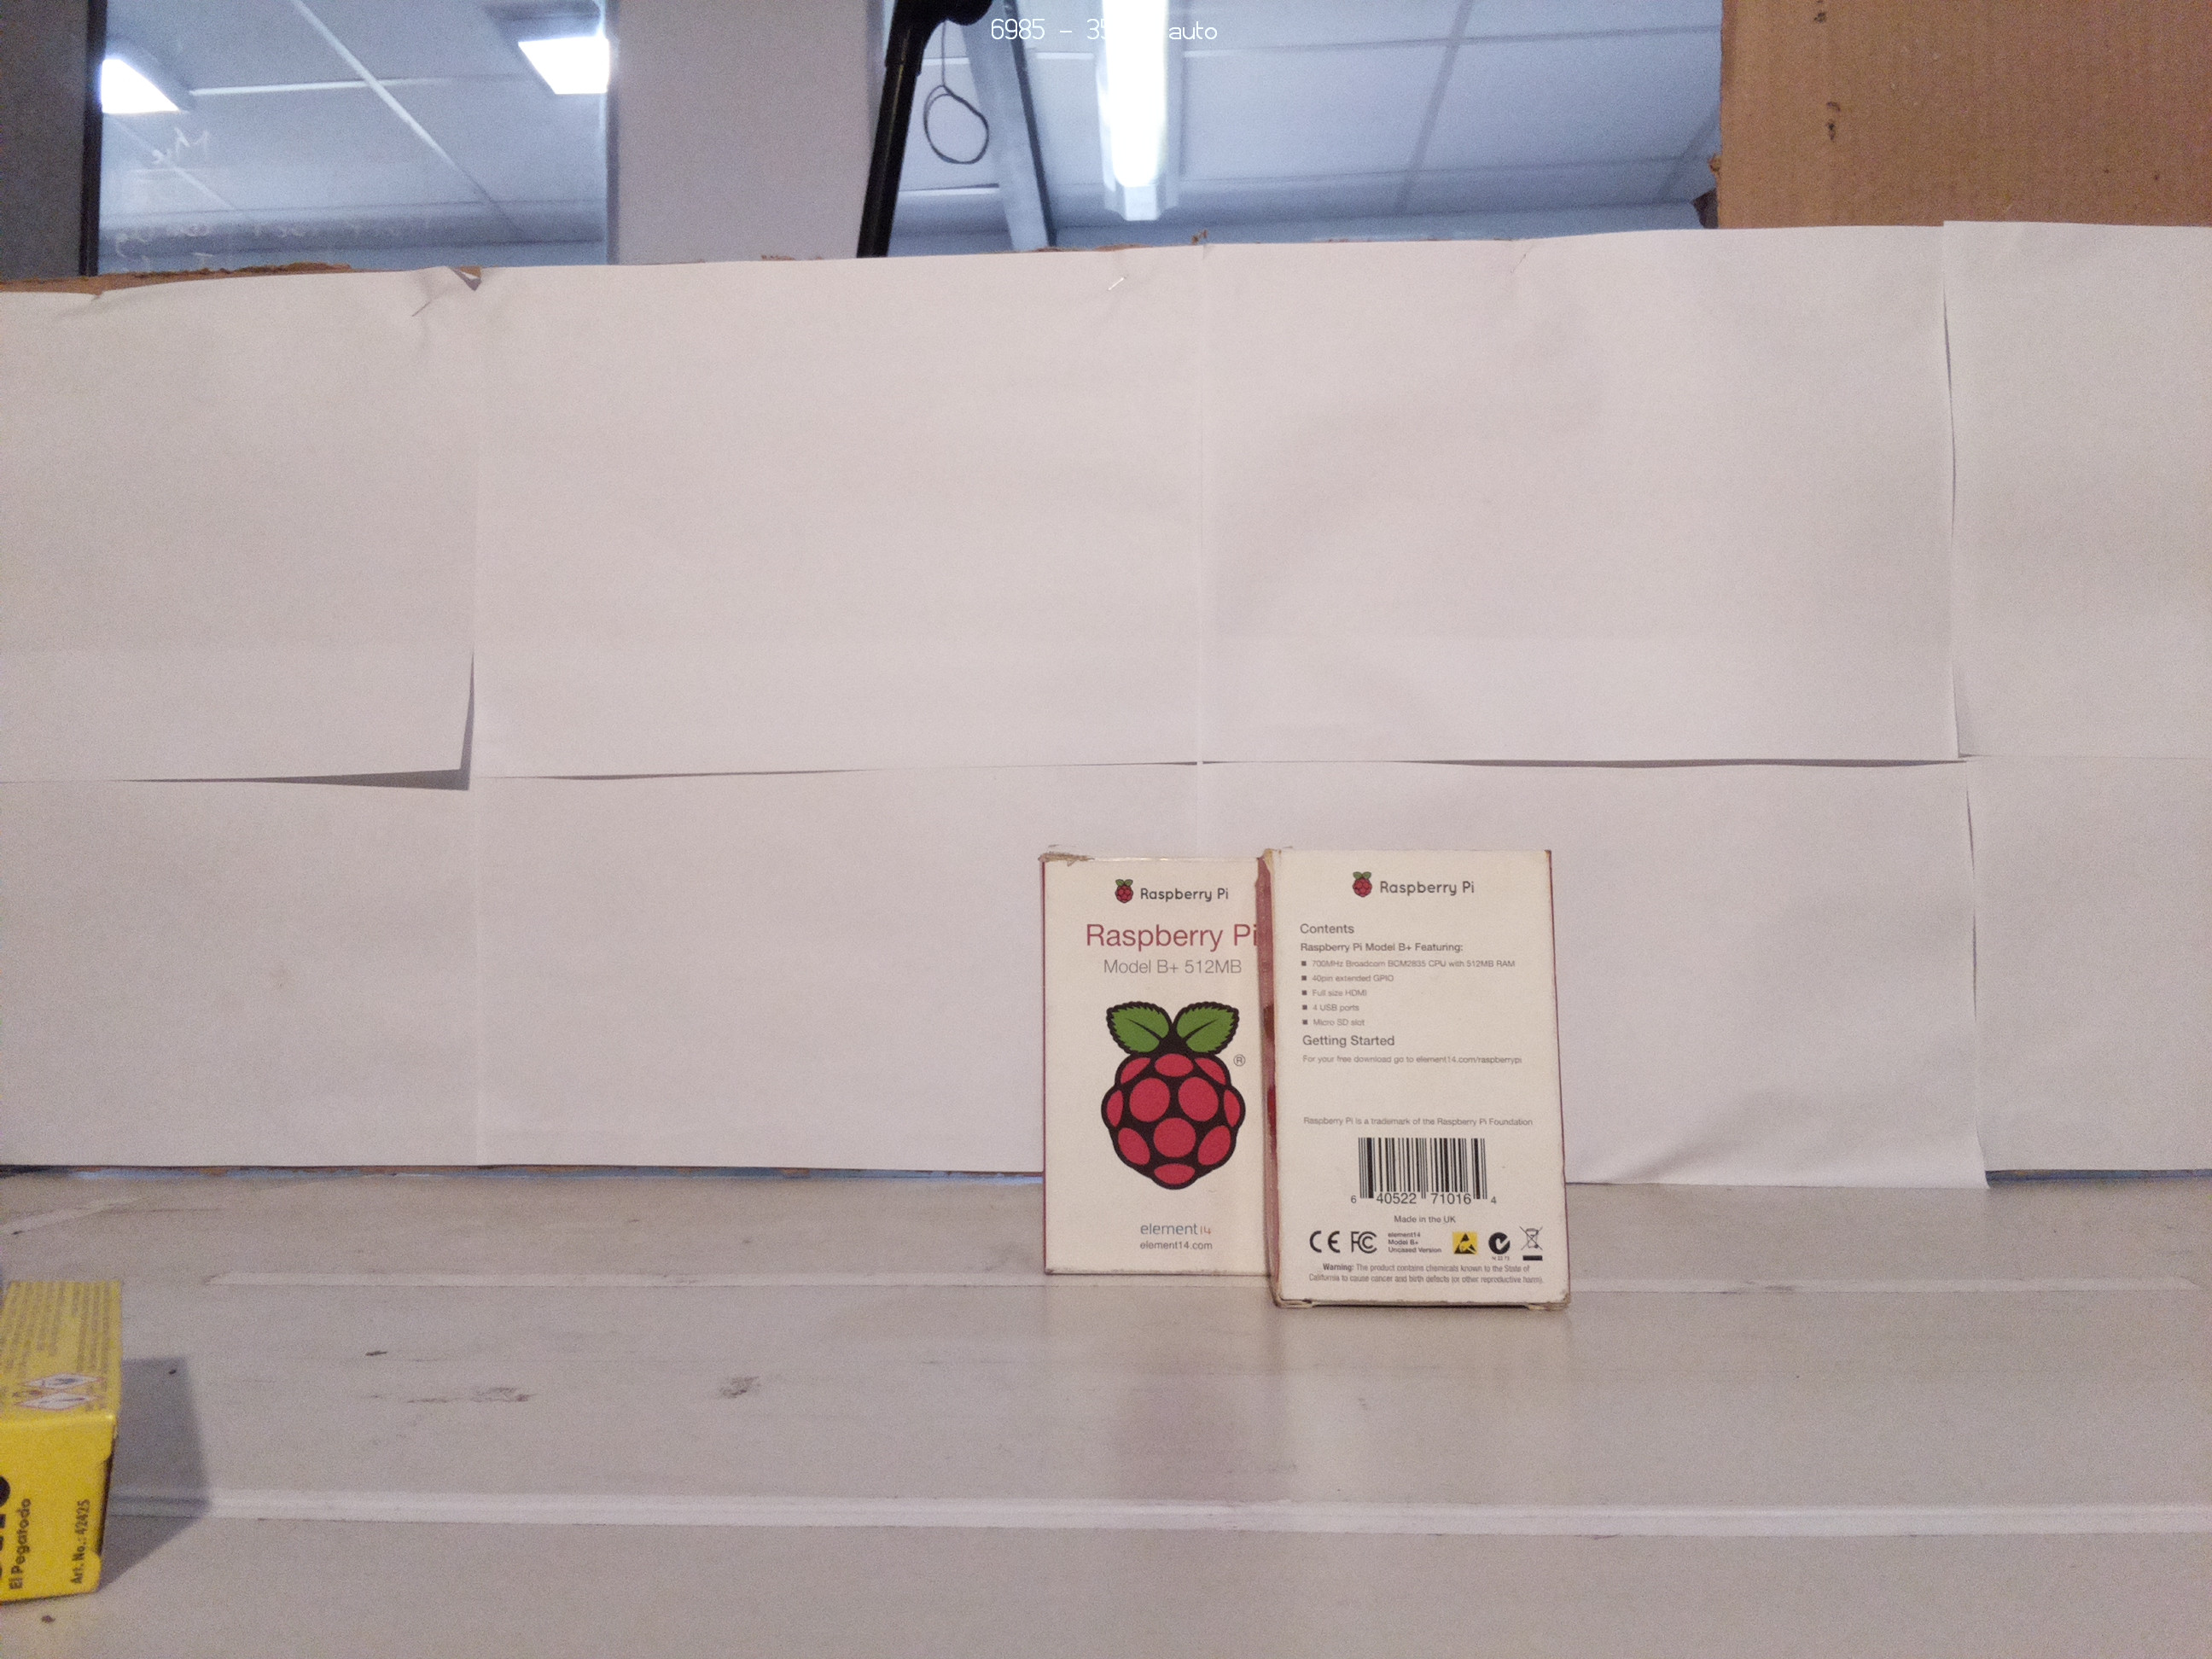 6985 - 35 auto
Raspberry Pi
Raspberry Pi
Model B+ 512MB
®
element14
element14.com
Raspberry Pi
Contents
Raspberry Pi Model B+ Featuring:
700MHz Broadcom BCM2835 CPU with 512MB RAM
40pin extended GPIO
Full size HDMI
4 USB ports
Micro SD slot
Getting Started
For your free download go to element14.com/raspberrypi
Raspberry Pi is a trademark of the Raspberry Pi Foundation
6 40522 71016 4
Made in the UK
CE FC element14
Model B+
Uncased Version
Warning: The product contains chemicals known to the State of
California to cause cancer and birth defects (or other reproductive harm).
El Pegatodo
Art. No.: 42425